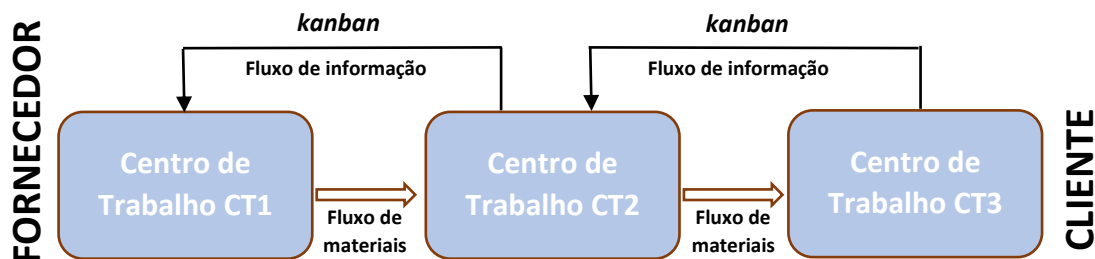 FORNECEDOR
kanban
Fluxo de informação
kanban
Fluxo de informação
Centro de
Trabalho CT1
Fluxo de
materiais
Centro de
Trabalho CT2
Fluxo de
materiais
Centro de
Trabalho CT3
CLIENTE